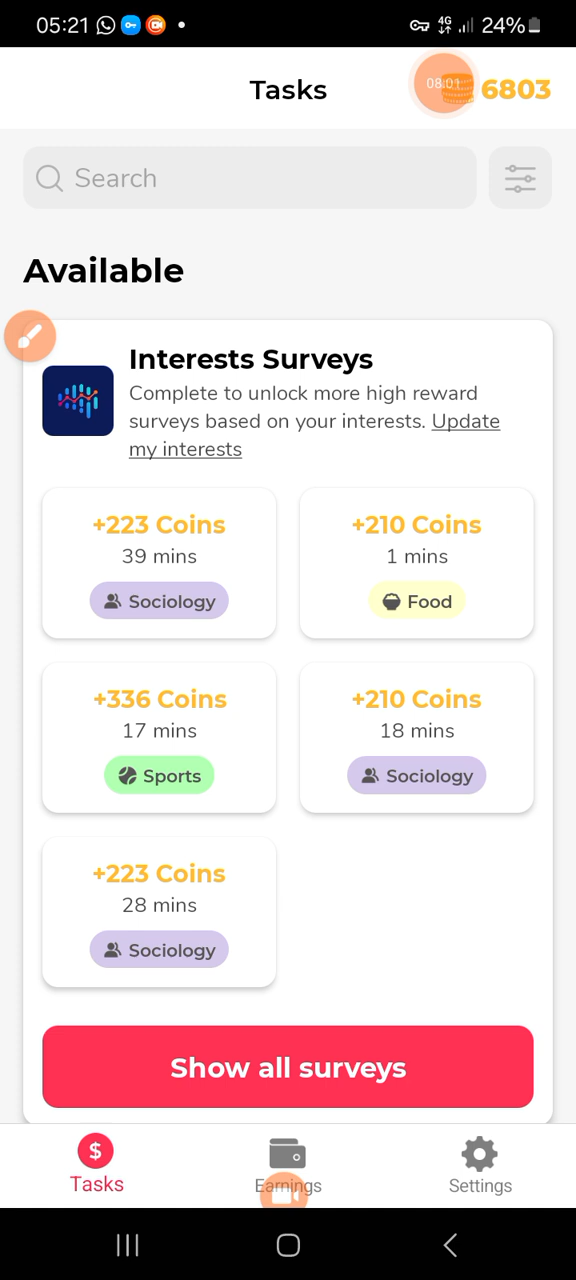 05:21
4G
24%
Tasks
08:01
6803
Search
Available
Interests Surveys
Complete to unlock more high reward
surveys based on your interests. Update
my interests
+223 Coins
39 mins
Sociology
+210 Coins
1 mins
Food
+336 Coins
17 mins
Sports
+210 Coins
18 mins
Sociology
+223 Coins
28 mins
Sociology
Show all surveys
$
Tasks
Earnings
Settings